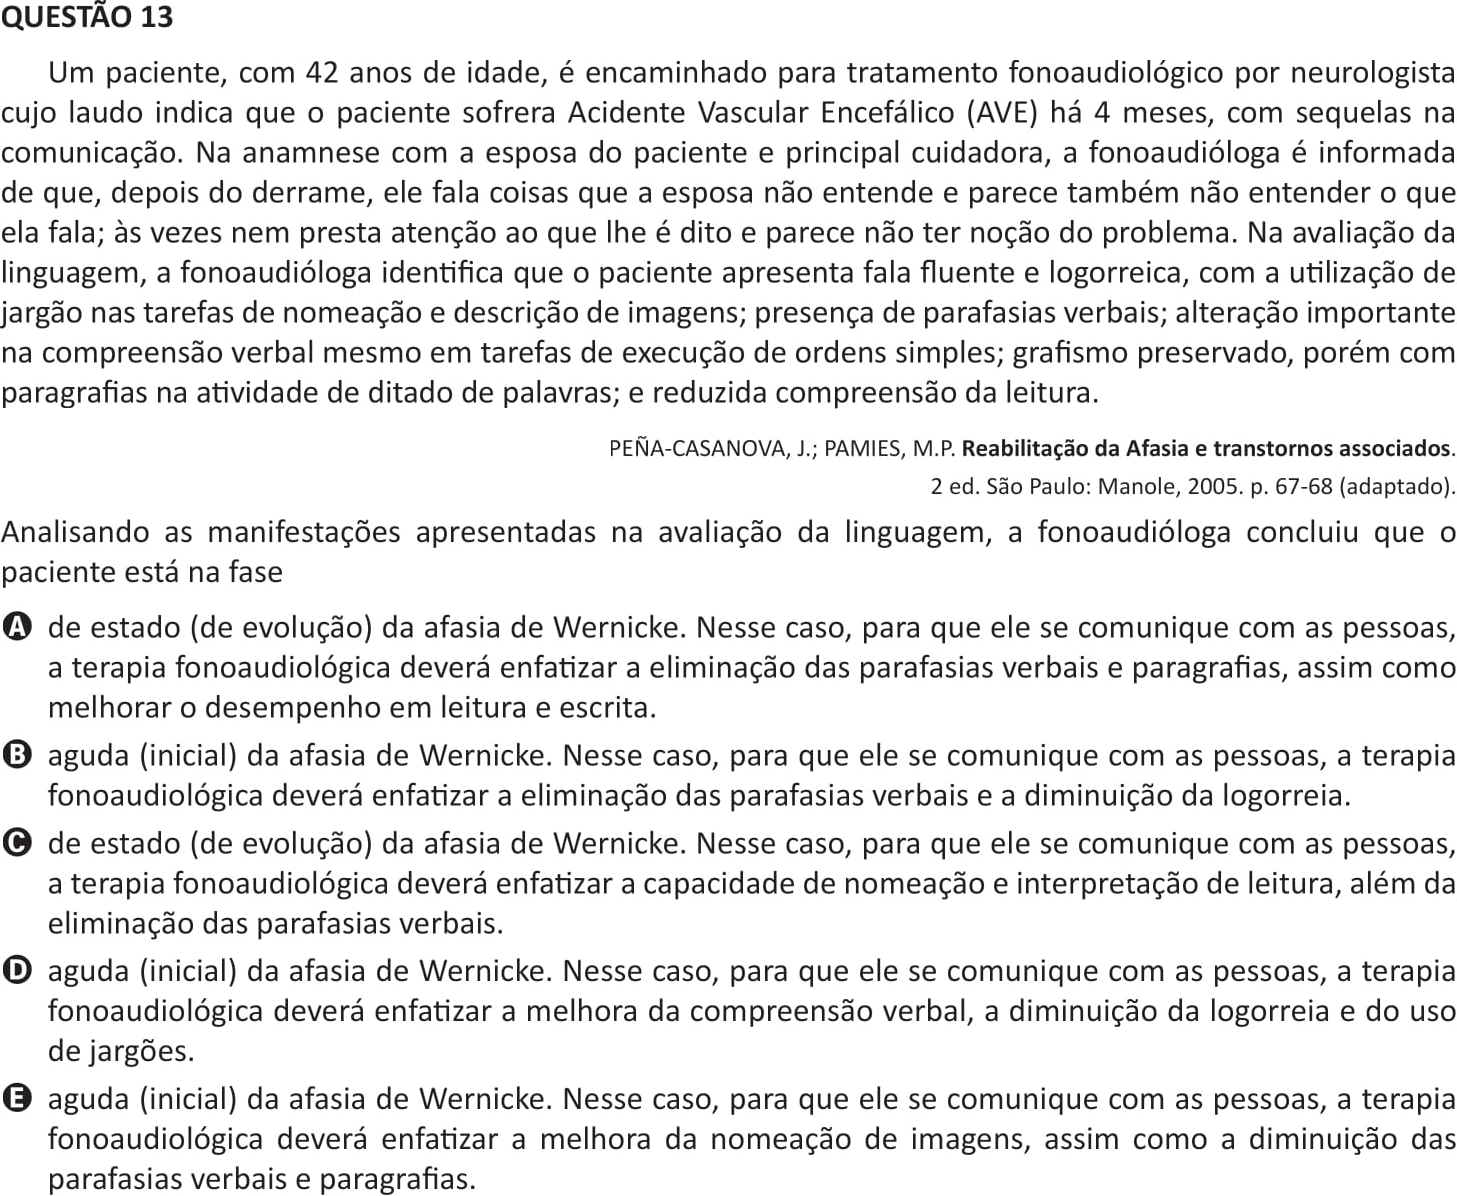 QUESTÃO 13
Um paciente, com 42 anos de idade, é encaminhado para tratamento fonoaudiológico por neurologista
cujo laudo indica que o paciente sofrera Acidente Vascular Encefálico (AVE) há 4 meses, com sequelas na
comunicação. Na anamnese com a esposa do paciente e principal cuidadora, a fonoaudióloga é informada
de que, depois do derrame, ele fala coisas que a esposa não entende e parece também não entender o que
ela fala; às vezes nem presta atenção ao que lhe é dito e parece não ter noção do problema. Na avaliação da
linguagem, a fonoaudióloga identifica que o paciente apresenta fala fluente e logorreica, com a utilização de
jargão nas tarefas de nomeação e descrição de imagens; presença de parafasias verbais; alteração importante
na compreensão verbal mesmo em tarefas de execução de ordens simples; grafismo preservado, porém com
paragrafias na atividade de ditado de palavras; e reduzida compreensão da leitura.
PEÑA-CASANOVA, J.; PAMIES, M.P. Reabilitação da Afasia e transtornos associados.
2 ed. São Paulo: Manole, 2005. p. 67-68 (adaptado).
Analisando as manifestações apresentadas na avaliação da linguagem, a fonoaudióloga concluiu que o
paciente está na fase
A de estado (de evolução) da afasia de Wernicke. Nesse caso, para que ele se comunique com as pessoas,
a terapia fonoaudiológica deverá enfatizar a eliminação das parafasias verbais e paragrafias, assim como
melhorar o desempenho em leitura e escrita.
B aguda (inicial) da afasia de Wernicke. Nesse caso, para que ele se comunique com as pessoas, a terapia
fonoaudiológica deverá enfatizar a eliminação das parafasias verbais e a diminuição da logorreia.
C de estado (de evolução) da afasia de Wernicke. Nesse caso, para que ele se comunique com as pessoas,
a terapia fonoaudiológica deverá enfatizar a capacidade de nomeação e interpretação de leitura, além da
eliminação das parafasias verbais.
D aguda (inicial) da afasia de Wernicke. Nesse caso, para que ele se comunique com as pessoas, a terapia
fonoaudiológica deverá enfatizar a melhora da compreensão verbal, a diminuição da logorreia e do uso
de jargões.
E aguda (inicial) da afasia de Wernicke. Nesse caso, para que ele se comunique com as pessoas, a terapia
fonoaudiológica deverá enfatizar a melhora da nomeação de imagens, assim como a diminuição das
parafasias verbais e paragrafias.